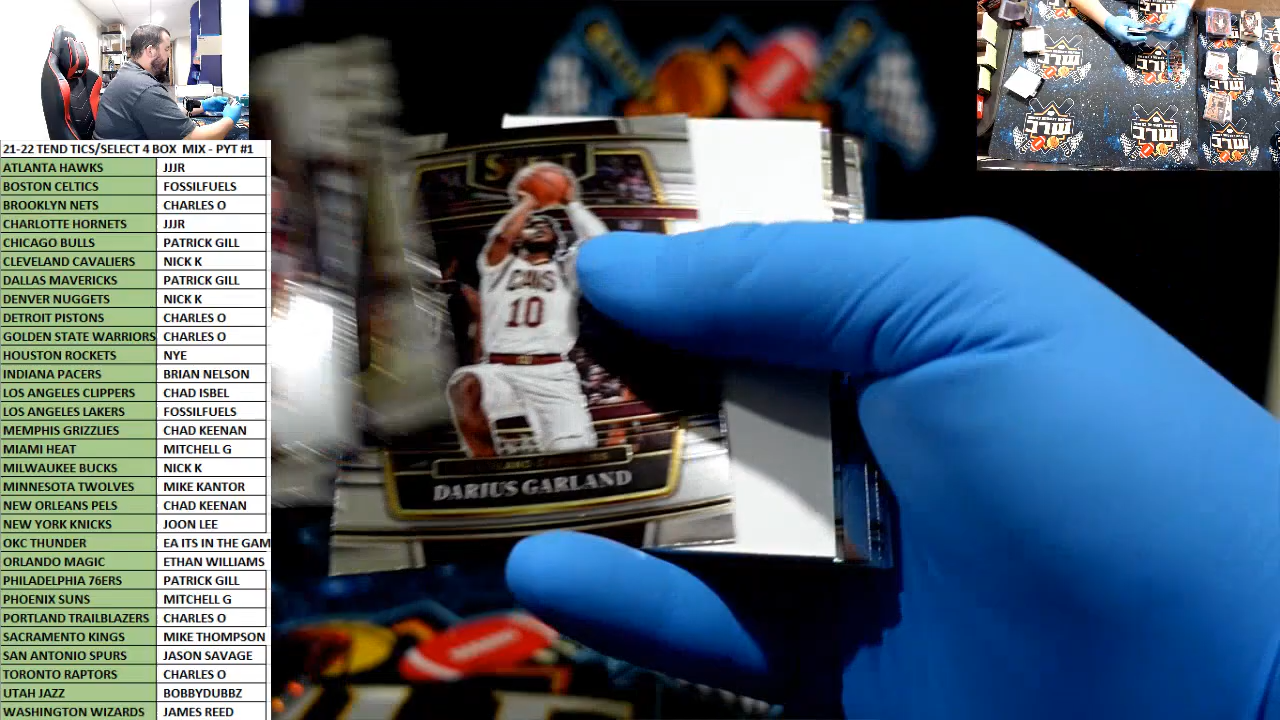 21-22 TEND TICS/SELECT 4 BOX MIX - PYT #1
ATLANTA HAWKS JJJR
BOSTON CELTICS FOSSILFUELS
BROOKLYN NETS CHARLES O
CHARLOTTE HORNETS JJJR
CHICAGO BULLS PATRICK GILL
CLEVELAND CAVALIERS NICK K
DALLAS MAVERICKS PATRICK GILL
DENVER NUGGETS NICK K
DETROIT PISTONS CHARLES O
GOLDEN STATE WARRIORS CHARLES O
HOUSTON ROCKETS NYE
INDIANA PACERS BRIAN NELSON
LOS ANGELES CLIPPERS CHAD ISBEL
LOS ANGELES LAKERS FOSSILFUELS
MEMPHIS GRIZZLIES CHAD KEENAN
MIAMI HEAT MITCHELL G
MILWAUKEE BUCKS NICK K
MINNESOTA TWOLVES MIKE KANTOR
NEW ORLEANS PELS CHAD KEENAN
NEW YORK KNICKS JOON LEE
OKC THUNDER EA ITS IN THE GAM
ORLANDO MAGIC ETHAN WILLIAMS
PHILADELPHIA 76ERS PATRICK GILL
PHOENIX SUNS MITCHELL G
PORTLAND TRAILBLAZERS CHARLES O
SACRAMENTO KINGS MIKE THOMPSON
SAN ANTONIO SPURS JASON SAVAGE
TORONTO RAPTORS CHARLES O
UTAH JAZZ BOBBYDUBBZ
WASHINGTON WIZARDS JAMES REED
CAVS
10
DARIUS GARLAND